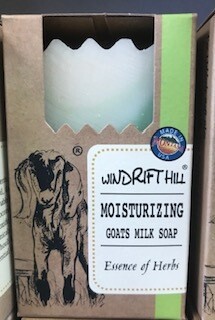 MADE IN
USA
®
WINDRIFT HILL®
MOISTURIZING
GOATS MILK SOAP
Essence of Herbs